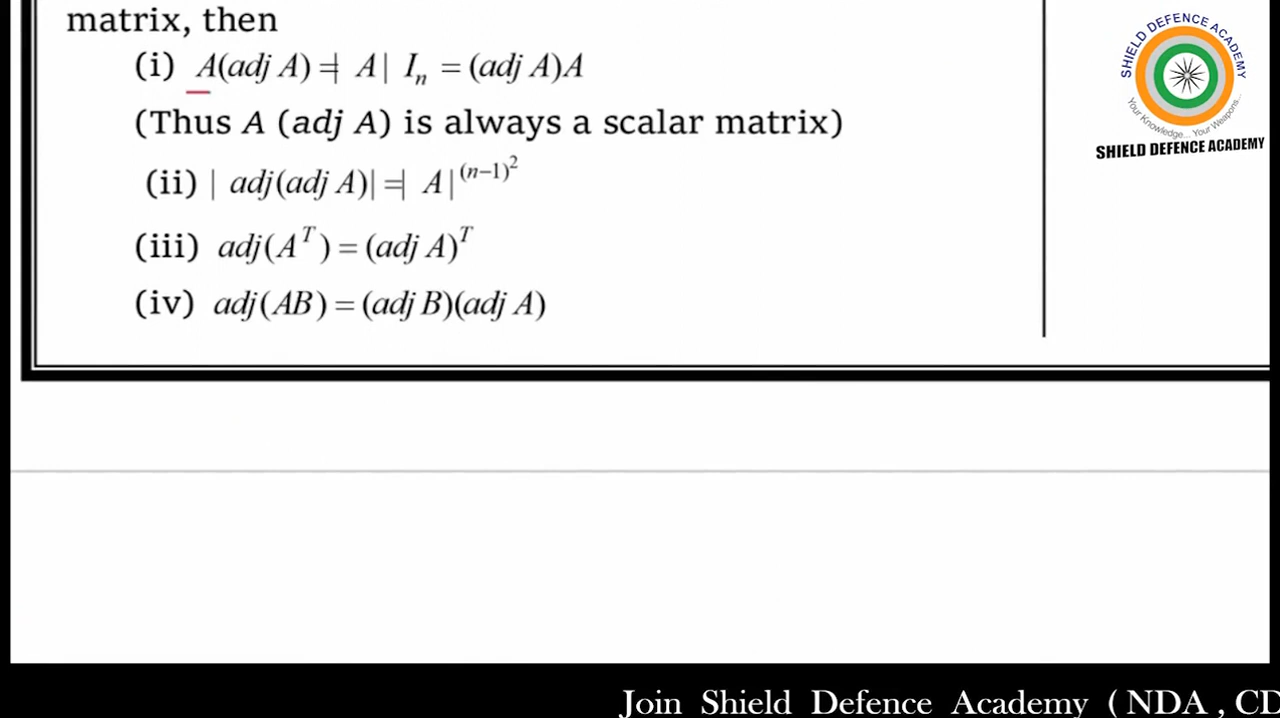 matrix, then
(i) A(adj A) =| A| Iₙ = (adj A)A
(Thus A (adj A) is always a scalar matrix)
(ii) | adj(adj A)| =| A|^(n−1)²
(iii) adj(Aᵀ) = (adj A)ᵀ
(iv) adj(AB) = (adj B)(adj A)
SHIELD DEFENCE ACADEMY
Your Knowledge... Your Weapons...
SHIELD DEFENCE ACADEMY
Join Shield Defence Academy ( NDA , CD